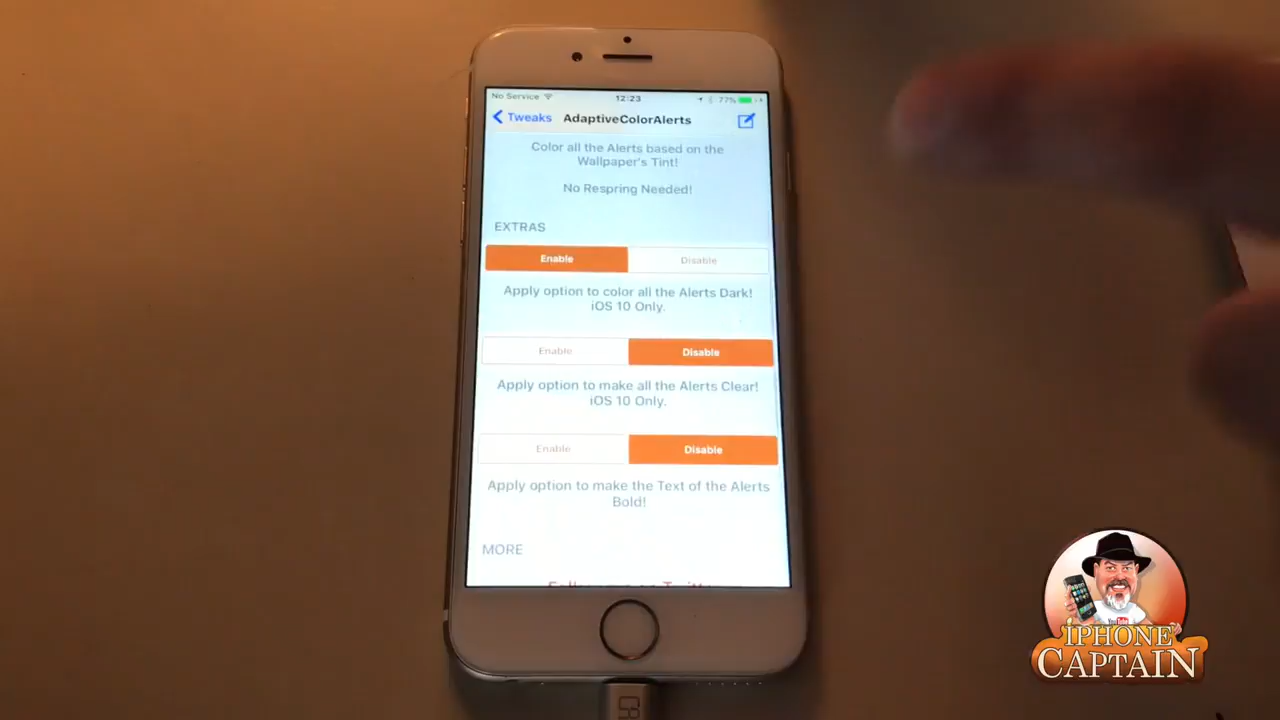 No Service
12:23
77%
Tweaks
AdaptiveColorAlerts
Color all the Alerts based on the
Wallpaper's Tint!
No Respring Needed!
EXTRAS
Enable
Disable
Apply option to color all the Alerts Dark!
iOS 10 Only.
Enable
Disable
Apply option to make all the Alerts Clear!
iOS 10 Only.
Enable
Disable
Apply option to make the Text of the Alerts
Bold!
MORE
iPHONE
CAPTAIN